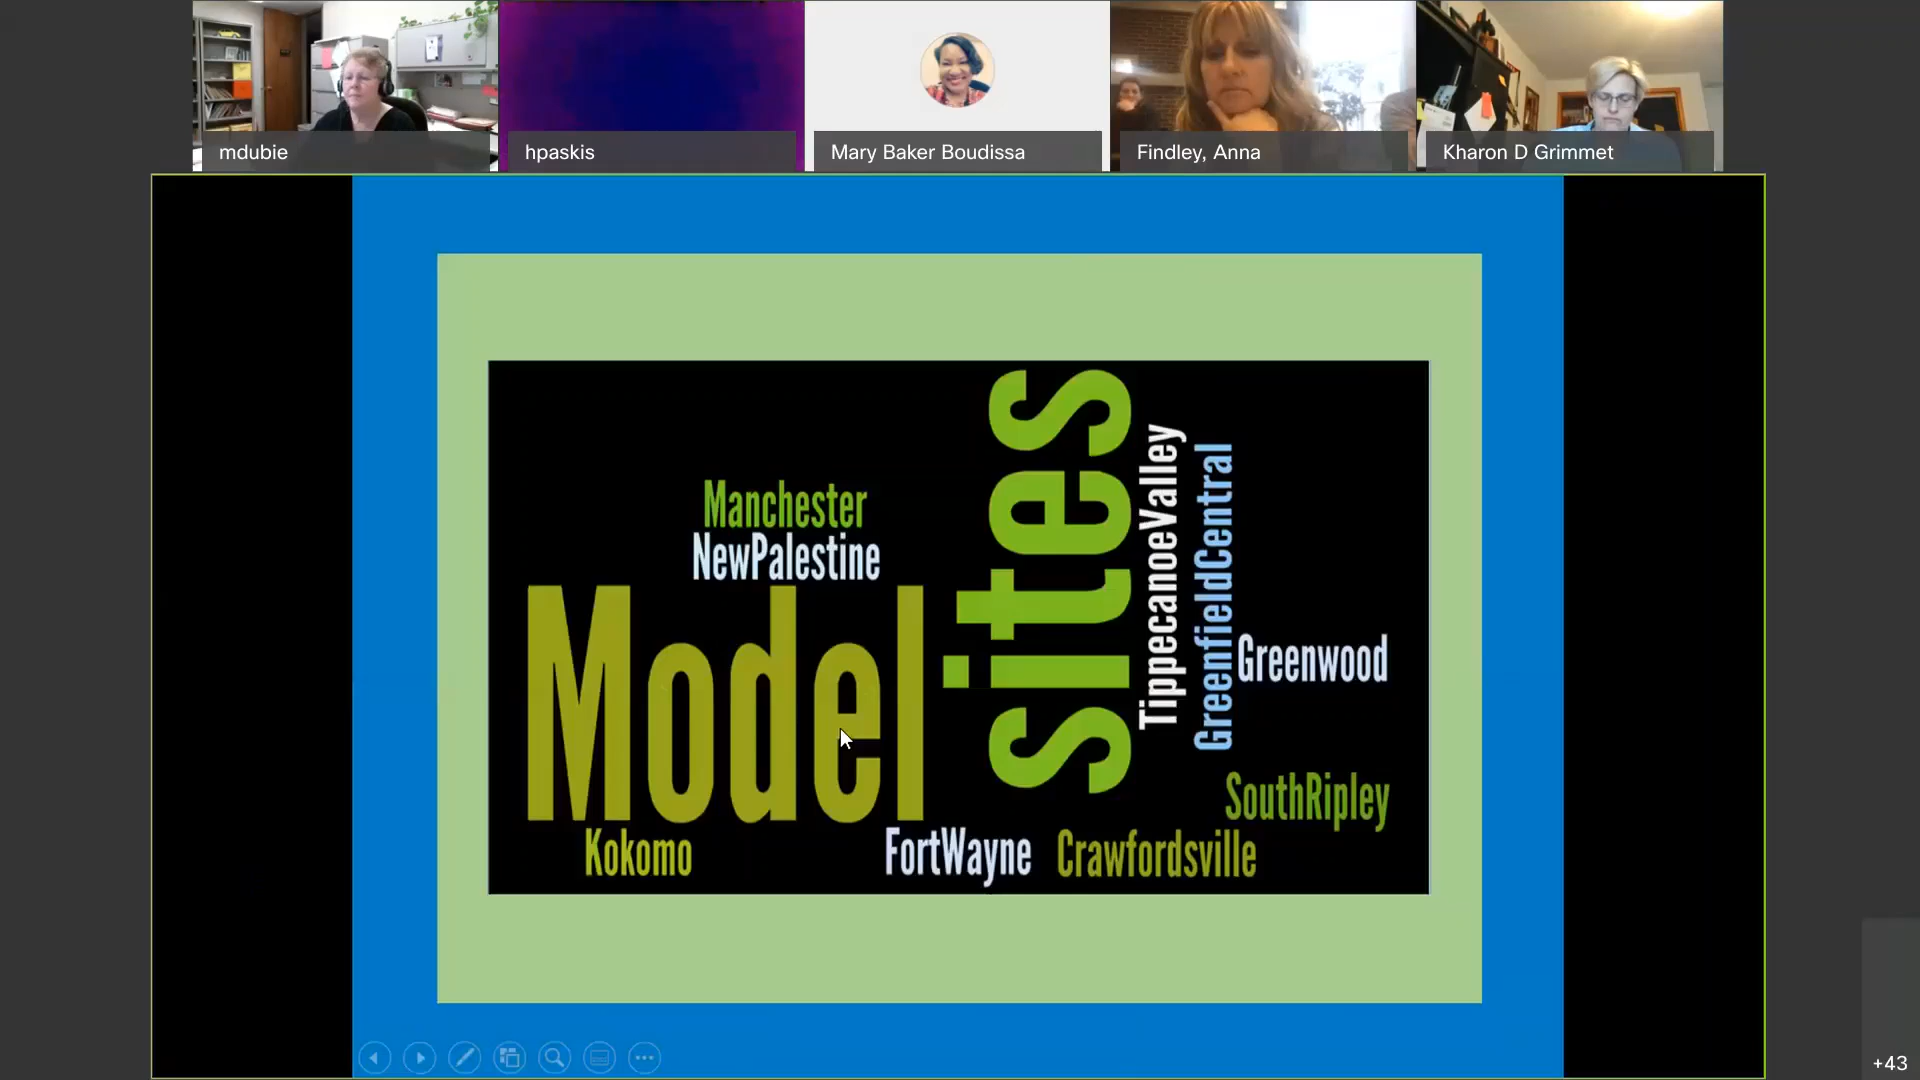 mdubie
hpaskis
Mary Baker Boudissa
Findley, Anna
Kharon D Grimmet
Manchester
NewPalestine
Model
sites
TippecanoeValley
GreenfieldCentral
Greenwood
SouthRipley
Kokomo
FortWayne
Crawfordsville
+43